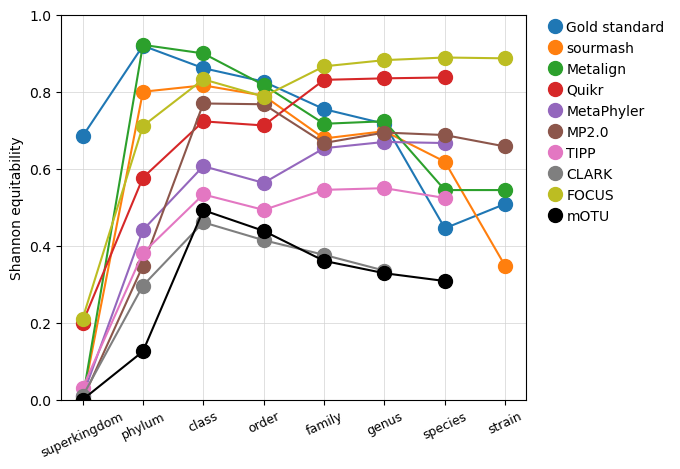 1.0
0.8
0.6
0.4
0.2
0.0
Shannon equitability
superkingdom
phylum
class
order
family
genus
species
strain
Gold standard
sourmash
Metalign
Quikr
MetaPhyler
MP2.0
TIPP
CLARK
FOCUS
mOTU